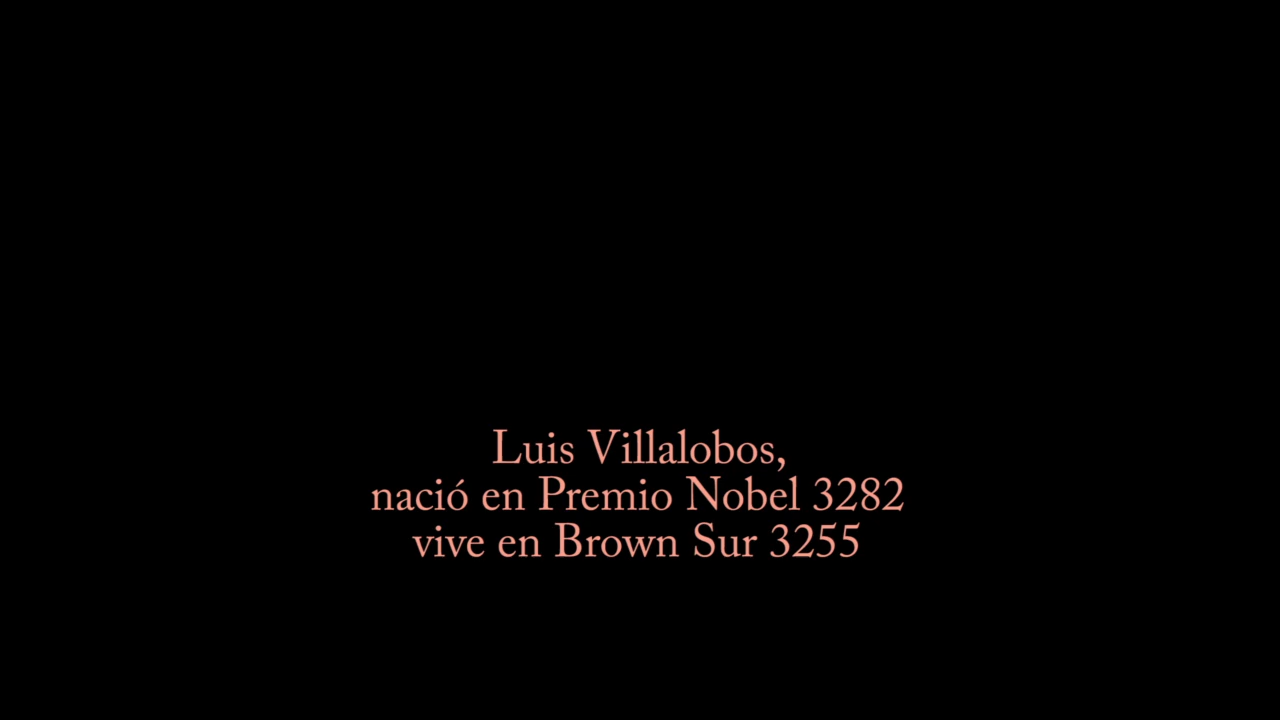 Luis Villalobos,
nació en Premio Nobel 3282
vive en Brown Sur 3255